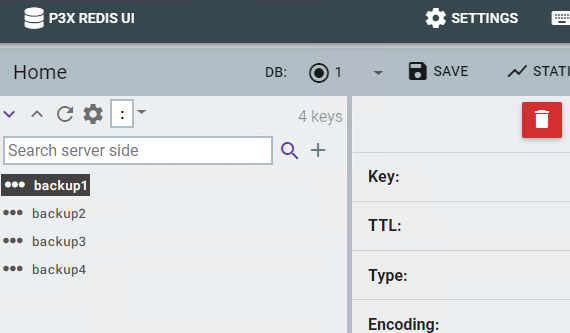 P3X REDIS UI
SETTINGS
Home
DB:
1
SAVE
STATI
:
4 keys
Search server side
backup1
backup2
backup3
backup4
Key:
TTL:
Type:
Encoding: